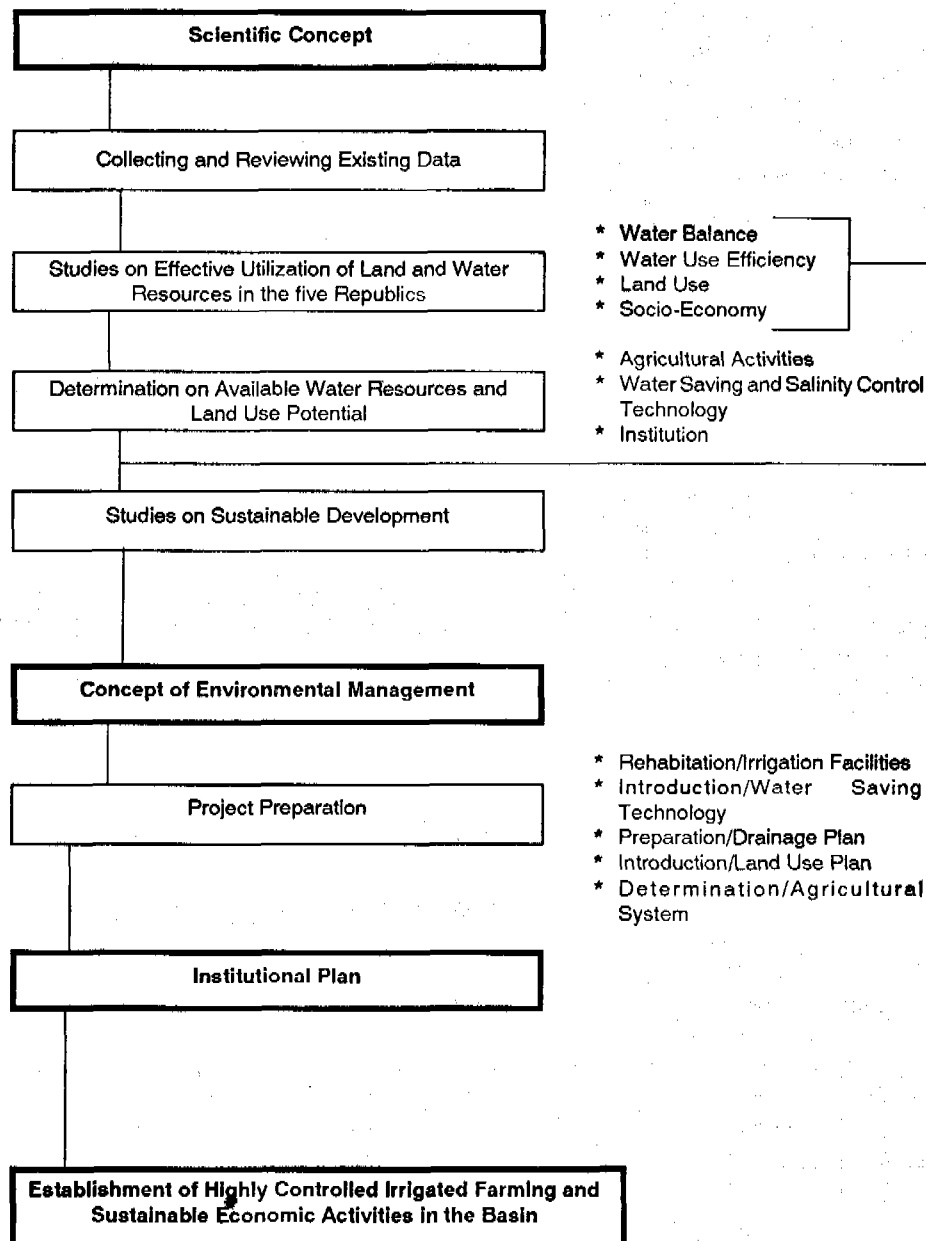 Scientific Concept
Collecting and Reviewing Existing Data
Studies on Effective Utilization of Land and Water
Resources in the five Republics
* Water Balance
* Water Use Efficiency
* Land Use
* Socio-Economy
Determination on Available Water Resources and
Land Use Potential
* Agricultural Activities
* Water Saving and Salinity Control
Technology
* Institution
Studies on Sustainable Development
Concept of Environmental Management
Project Preparation
* Rehabitation/Irrigation Facilities
* Introduction/Water Saving
Technology
* Preparation/Drainage Plan
* Introduction/Land Use Plan
* Determination/Agricultural
System
Institutional Plan
Establishment of Highly Controlled Irrigated Farming and
Sustainable Economic Activities in the Basin